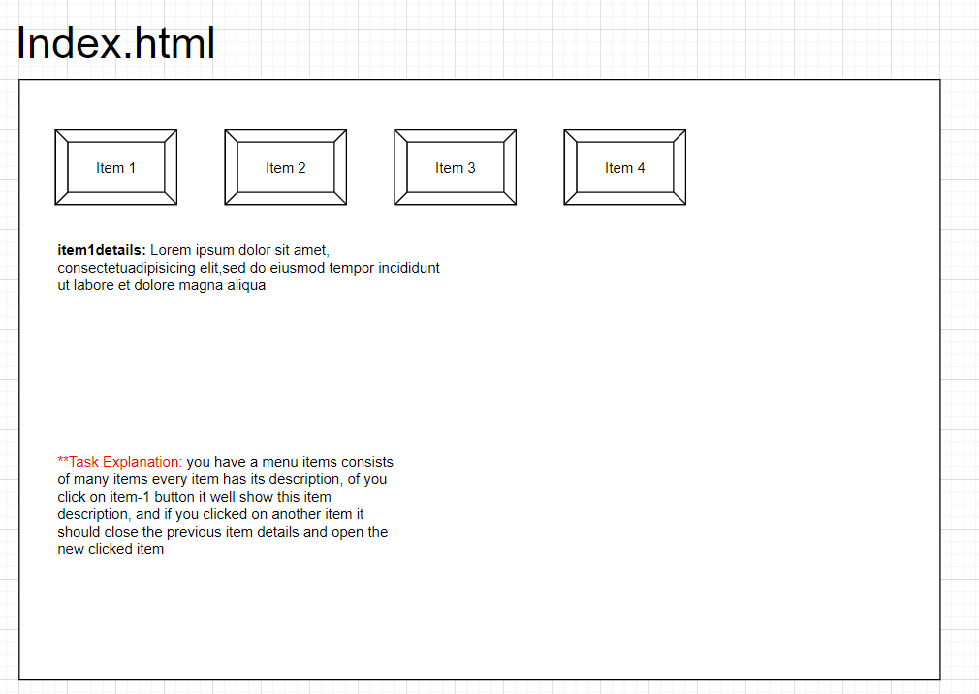 Index.html
Item 1 Item 2 Item 3 Item 4
item1details: Lorem ipsum dolor sit amet,
consectetuadipisicing elit,sed do eiusmod tempor incididunt
ut labore et dolore magna aliqua
**Task Explanation: you have a menu items consists
of many items every item has its description, of you
click on item-1 button it well show this item
description, and if you clicked on another item it
should close the previous item details and open the
new clicked item